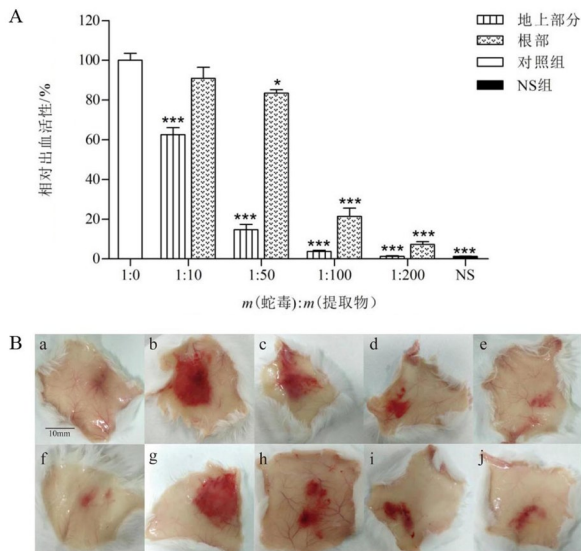 A
120
100
80
60
40
20
0
相对出血活性/%
地上部分
根部
对照组
NS组
***
*
***
***
***
***
***
***
1:0 1:10 1:50 1:100 1:200 NS
m(蛇毒):m(提取物)
B
a b c d e
10mm
f g h i j